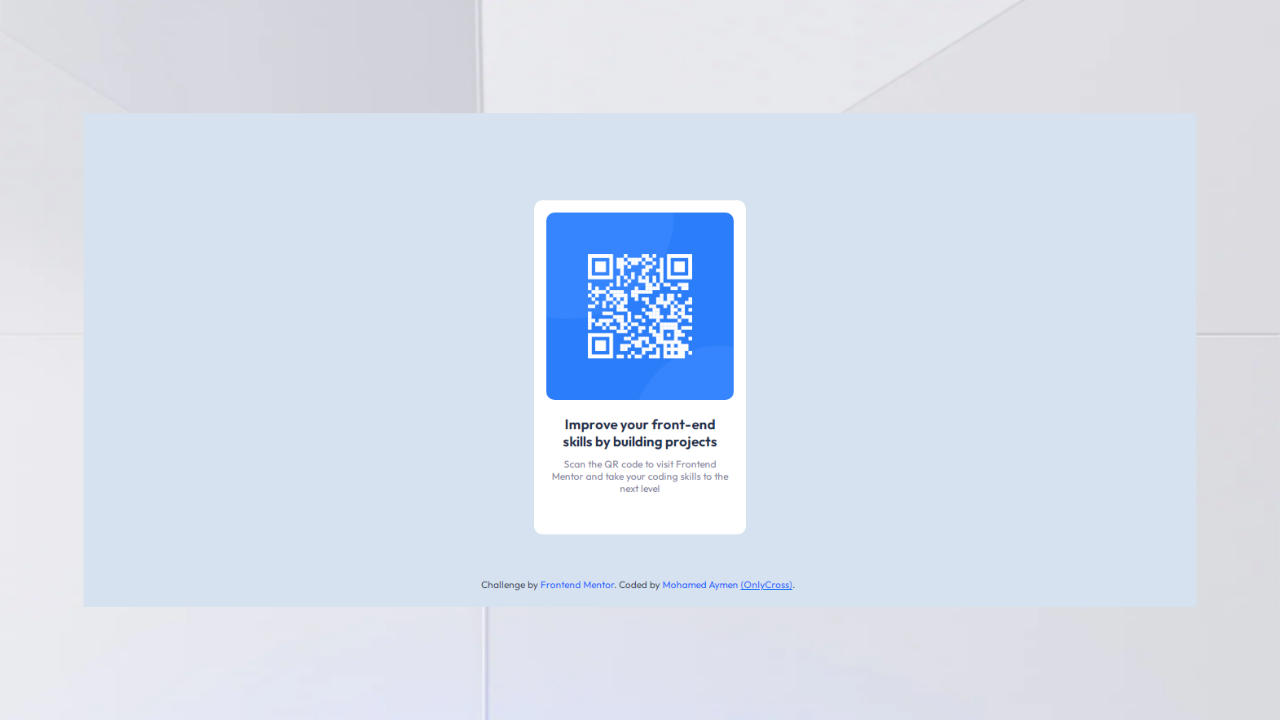 Improve your front-end
skills by building projects
Scan the QR code to visit Frontend
Mentor and take your coding skills to the
next level
Challenge by Frontend Mentor. Coded by Mohamed Aymen (OnlyCross).